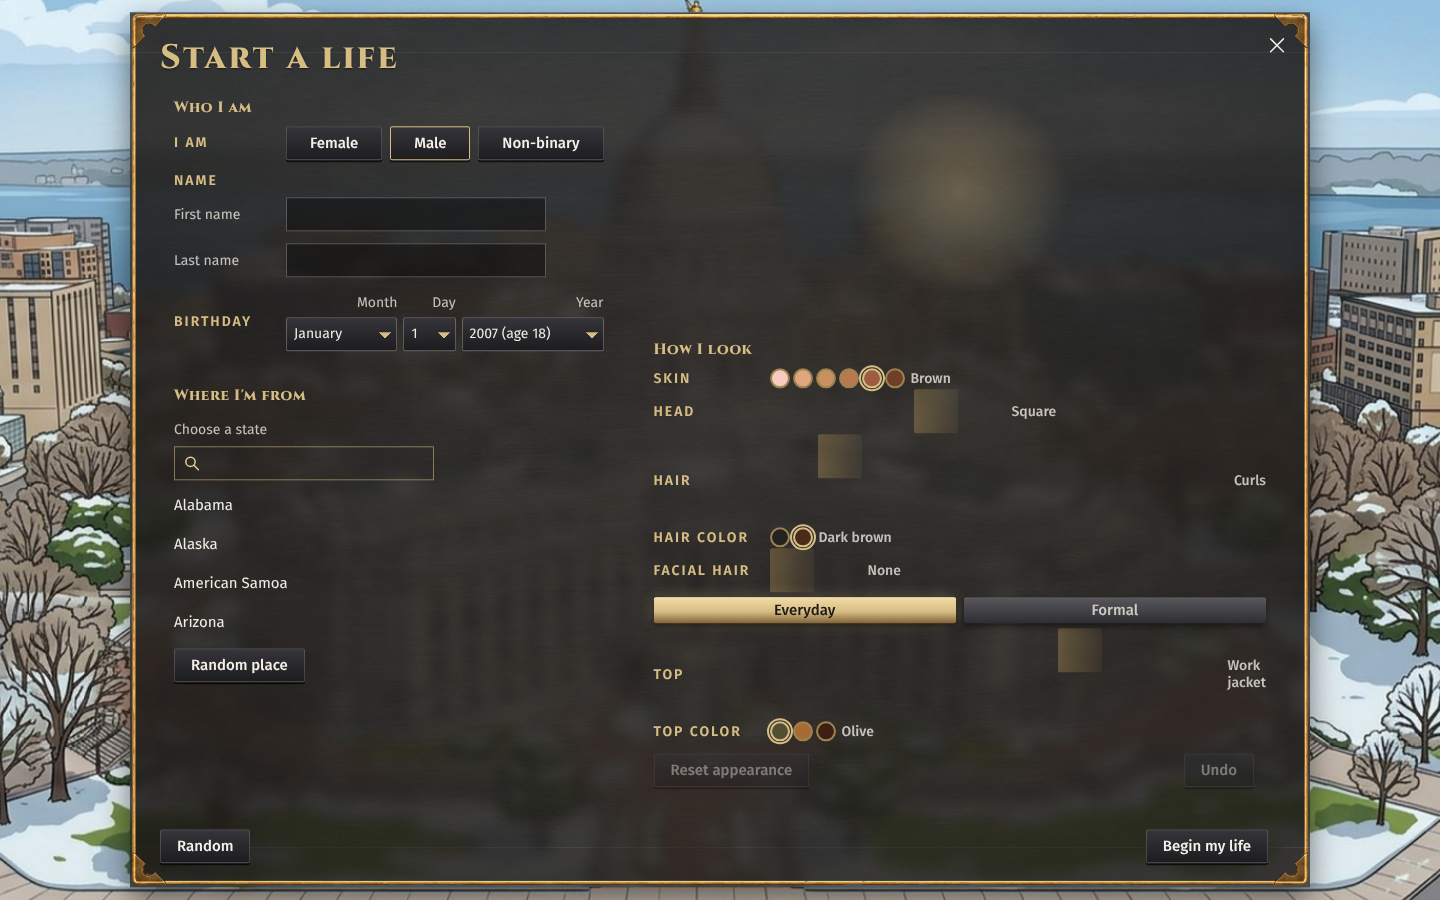 Start a life
Who I am
I AM
Female
Male
Non-binary
NAME
First name
Last name
Month
Day
Year
BIRTHDAY
January
1
2007 (age 18)
Where I'm from
Choose a state
Alabama
Alaska
American Samoa
Arizona
Random place
How I look
SKIN
Brown
HEAD
Square
HAIR
Curls
HAIR COLOR
Dark brown
FACIAL HAIR
None
Everyday
Formal
TOP
Work
jacket
TOP COLOR
Olive
Reset appearance
Undo
Random
Begin my life